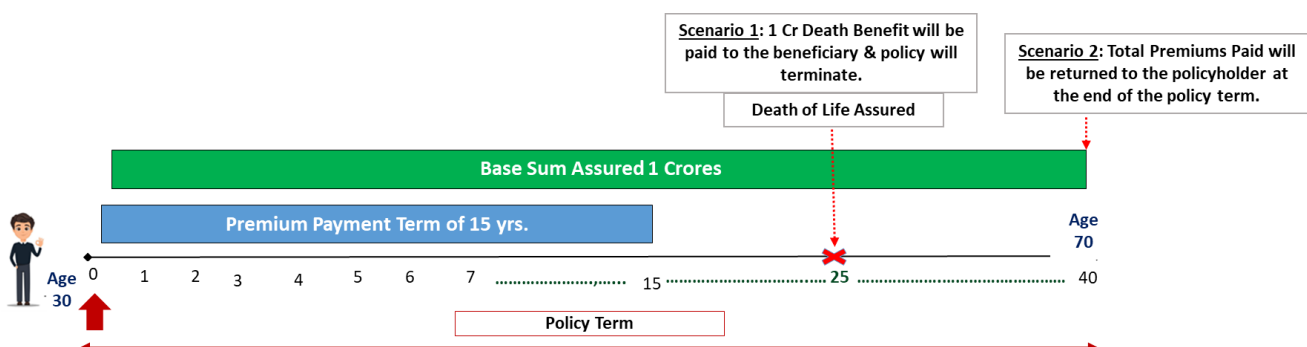 Scenario 1: 1 Cr Death Benefit will be
paid to the beneficiary & policy will
terminate.
Scenario 2: Total Premiums Paid will
be returned to the policyholder at
the end of the policy term.
Death of Life Assured
Base Sum Assured 1 Crores
Premium Payment Term of 15 yrs.
Age
70
Age
30
0 1 2 3 4 5 6 7 ......................,...... 15 ................................ 25 ........................................ 40
Policy Term